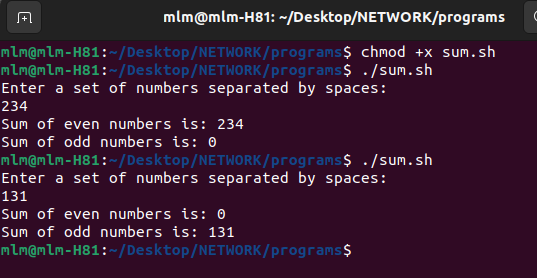 mlm@mlm-H81: ~/Desktop/NETWORK/programs
mlm@mlm-H81:~/Desktop/NETWORK/programs$ chmod +x sum.sh
mlm@mlm-H81:~/Desktop/NETWORK/programs$ ./sum.sh
Enter a set of numbers separated by spaces:
234
Sum of even numbers is: 234
Sum of odd numbers is: 0
mlm@mlm-H81:~/Desktop/NETWORK/programs$ ./sum.sh
Enter a set of numbers separated by spaces:
131
Sum of even numbers is: 0
Sum of odd numbers is: 131
mlm@mlm-H81:~/Desktop/NETWORK/programs$